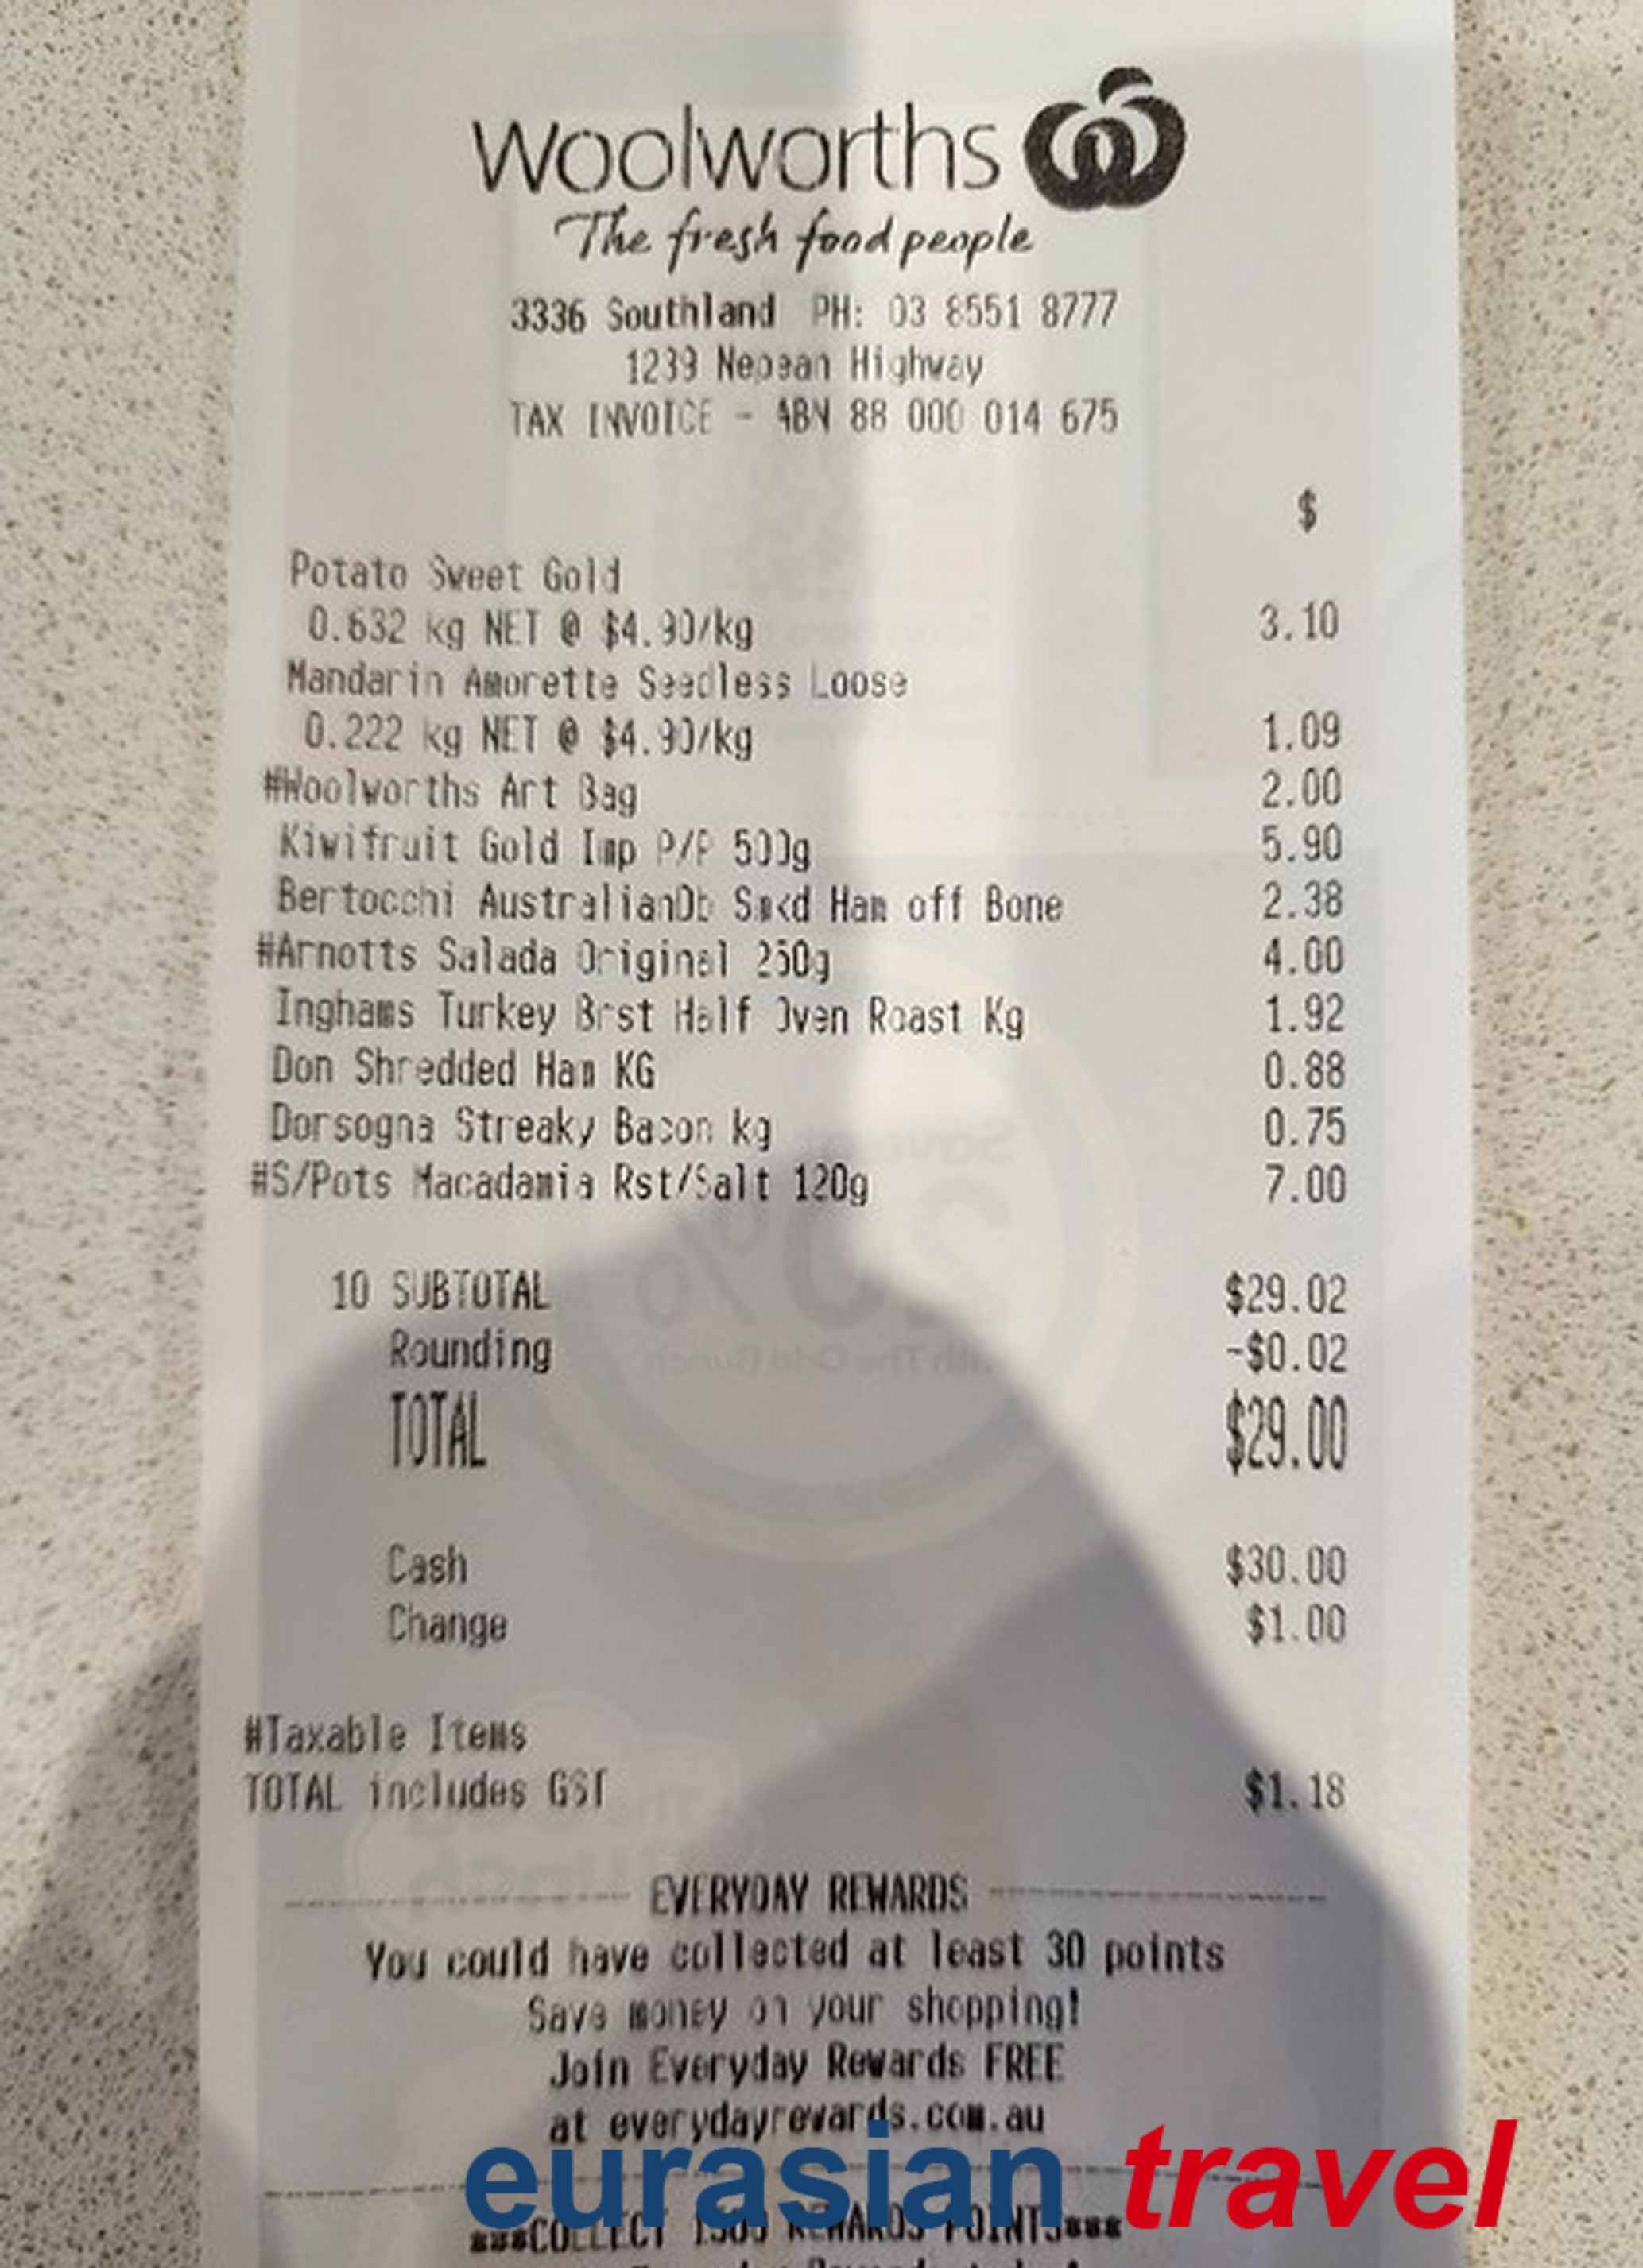 Woolworths
The fresh food people
3336 Southland PH: 03 8551 8777
1239 Nepean Highway
TAX INVOICE - ABN 88 000 014 675
$
Potato Sweet Gold
0.632 kg NET @ $4.90/kg 3.10
Mandarin Amorette Seedless Loose
0.222 kg NET @ $4.90/kg 1.09
#Woolworths Art Bag 2.00
Kiwifruit Gold Imp P/P 500g 5.90
Bertocchi AustralianDb Smkd Ham off Bone 2.38
#Arnotts Salada Original 250g 4.00
Inghams Turkey Brst Half Oven Roast Kg 1.92
Don Shredded Ham KG 0.88
Dorsogna Streaky Bacon kg 0.75
#S/Pots Macadamia Rst/Salt 120g 7.00
10 SUBTOTAL $29.02
Rounding -$0.02
TOTAL $29.00
Cash $30.00
Change $1.00
#Taxable Items
TOTAL includes GST $1.18
EVERYDAY REWARDS
You could have collected at least 30 points
Save money on your shopping!
Join Everyday Rewards FREE
at everydayrewards.com.au
eurasian travel
***COLLECT REWARDS POINTS***